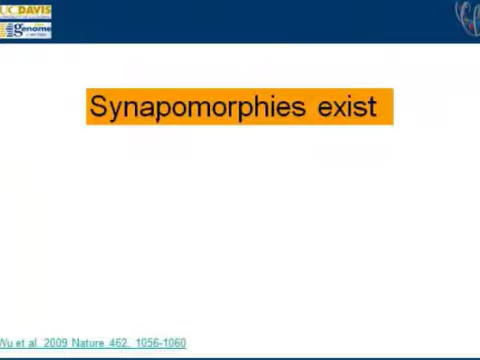 UC DAVIS
genome
Synapomorphies exist
Wu et al. 2009 Nature 462, 1056-1060